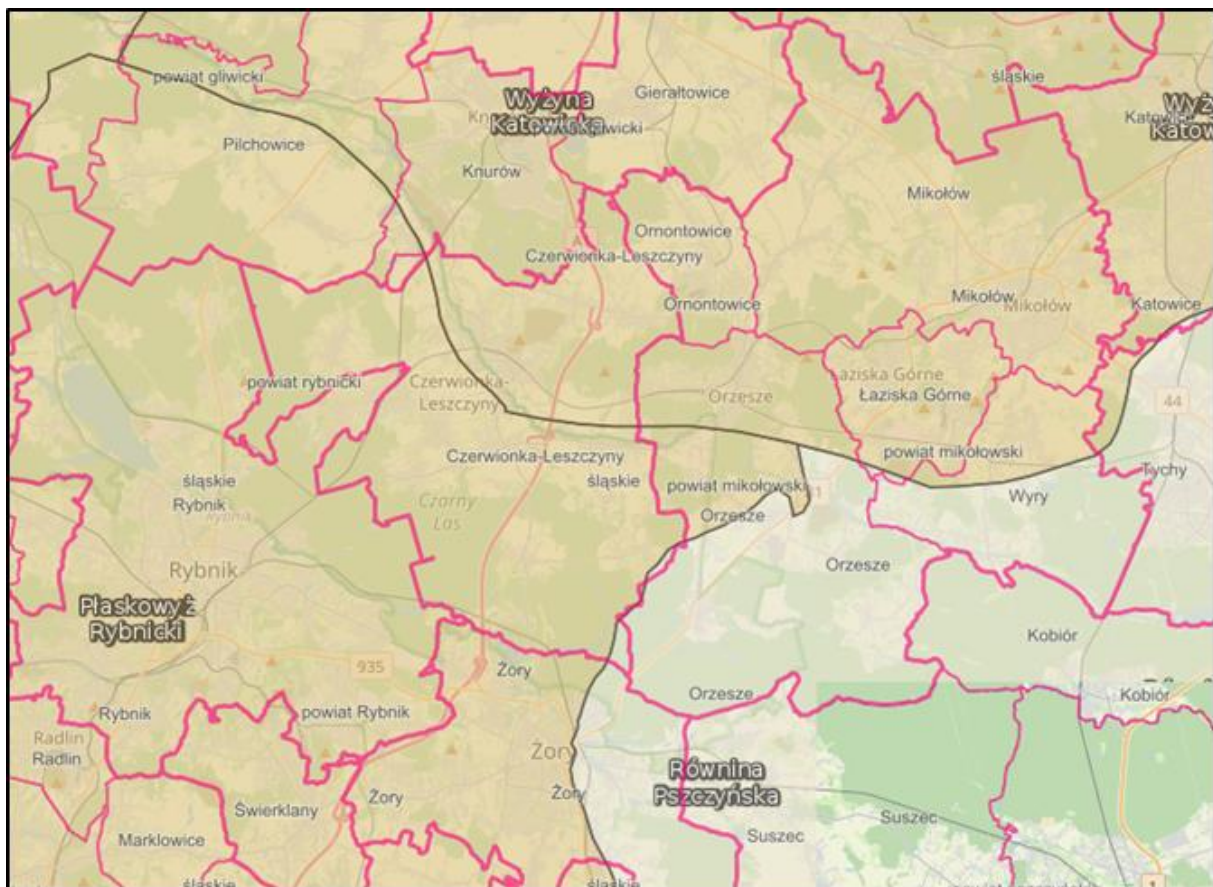 śląskie
powiat gliwicki
Gierałtowice
Wyżyna
Katowicka
Katowice
Pilchowice
Knurów
Mikołów
Ornontowice
Czerwionka-Leszczyny
Ornontowice
Mikołów
Mikołów
Katowice
powiat rybnicki
Czerwionka-
Leszczyny
Łaziska Górne
Łaziska Górne
Orzesze
44
Czerwionka-Leszczyny
powiat mikołowski
śląskie
śląskie
powiat mikołowski
Tychy
Wyry
Rybnik
Rybnik
Czarny
Las
Orzesze
Orzesze
Rybnik
Płaskowyż
Rybnicki
Kobiór
935
Żory
Orzesze
Kobiór
Rybnik
powiat Rybnik
Radlin
Radlin
Żory
Równina
Pszczyńska
Żory
Żory
Świerklany
Suszec
Suszec
Marklowice
śląskie
śląskie
1